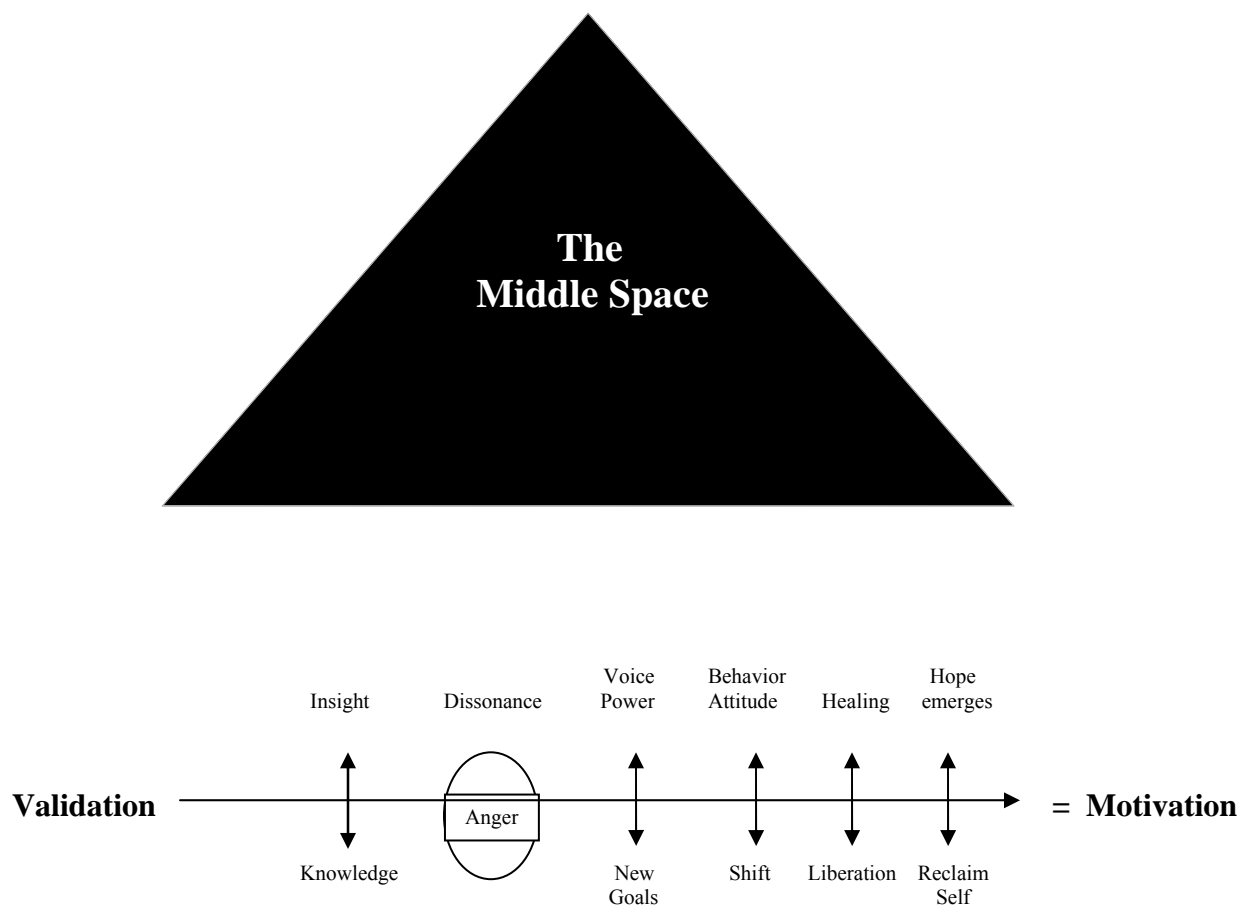 The
Middle Space
Voice
Power
Behavior
Attitude
Hope
emerges
Insight
Dissonance
Healing
Validation
Anger
= Motivation
Knowledge
New
Goals
Shift
Liberation
Reclaim
Self